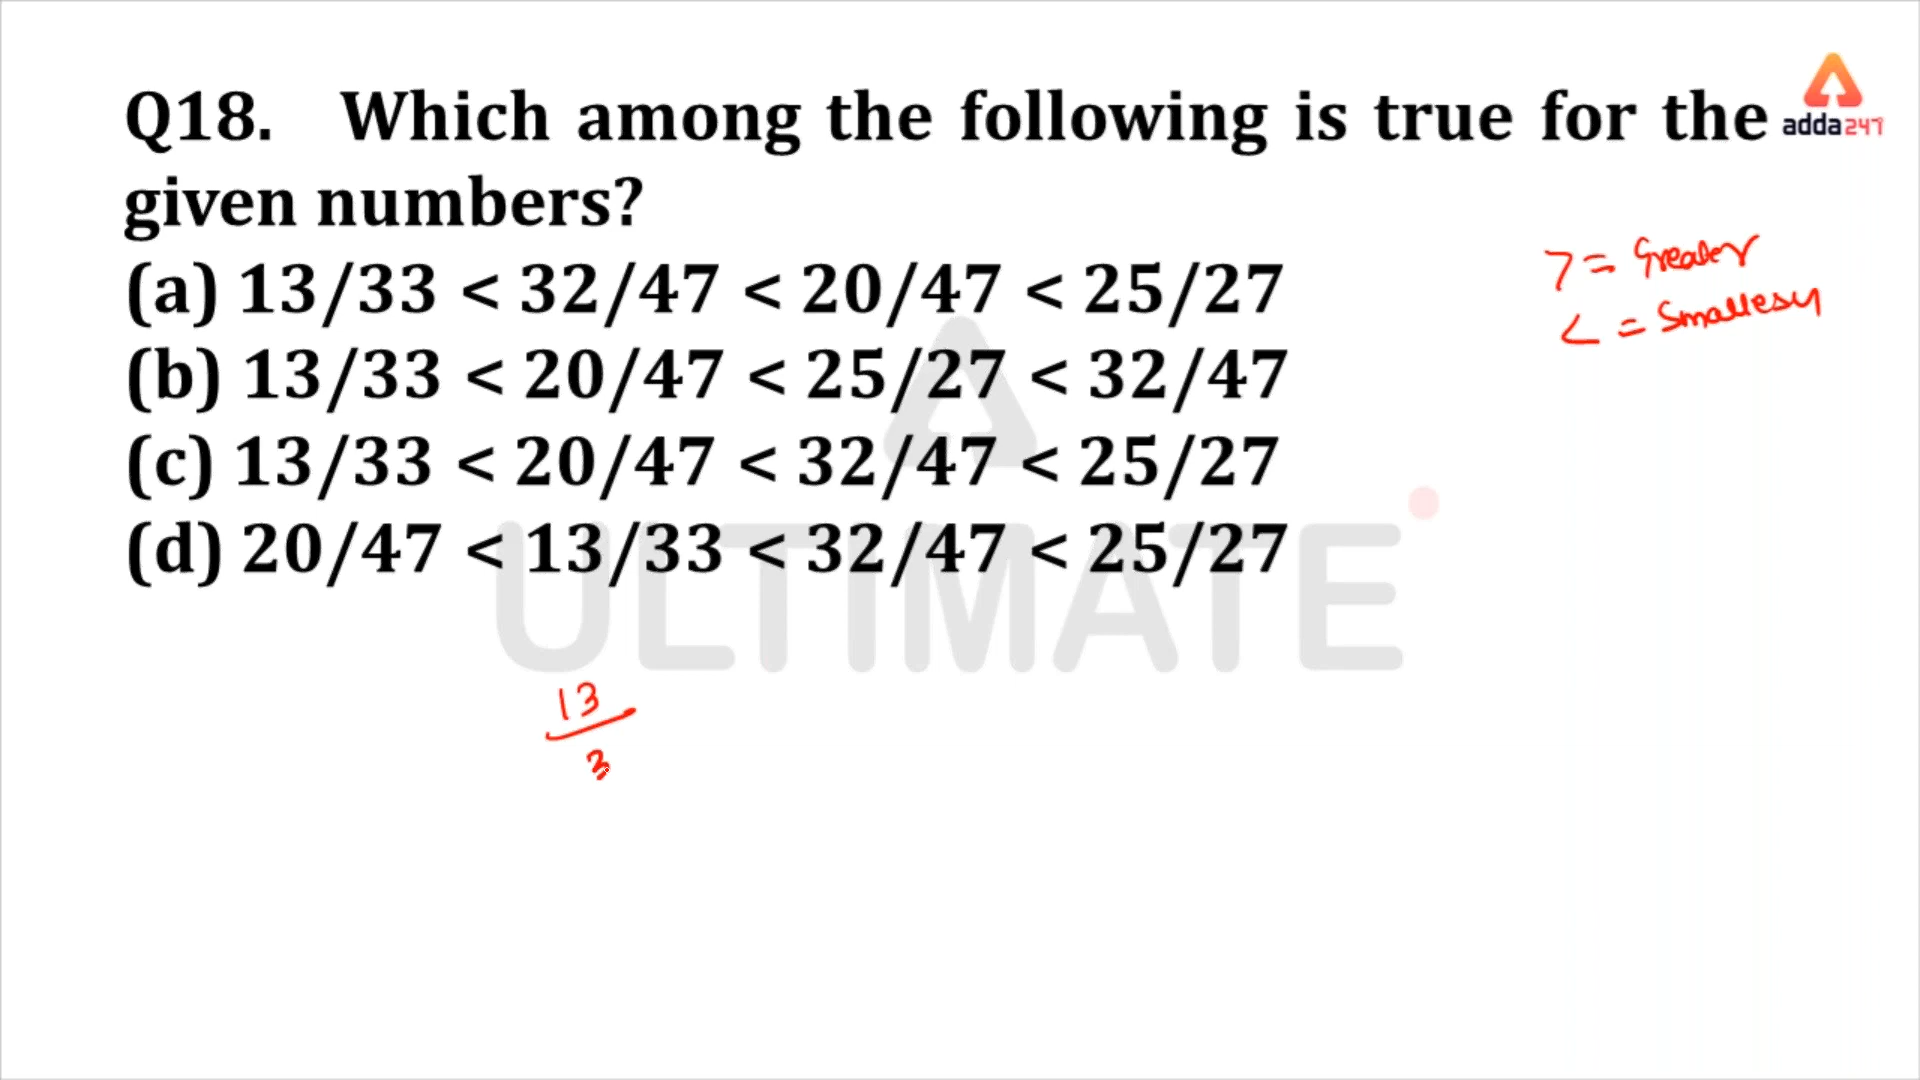 Q18. Which among the following is true for the
given numbers?
(a) 13/33 < 32/47 < 20/47 < 25/27
(b) 13/33 < 20/47 < 25/27 < 32/47
(c) 13/33 < 20/47 < 32/47 < 25/27
(d) 20/47 < 13/33 < 32/47 < 25/27
adda247
> = Greater
< =
ULTIMATE
13
3